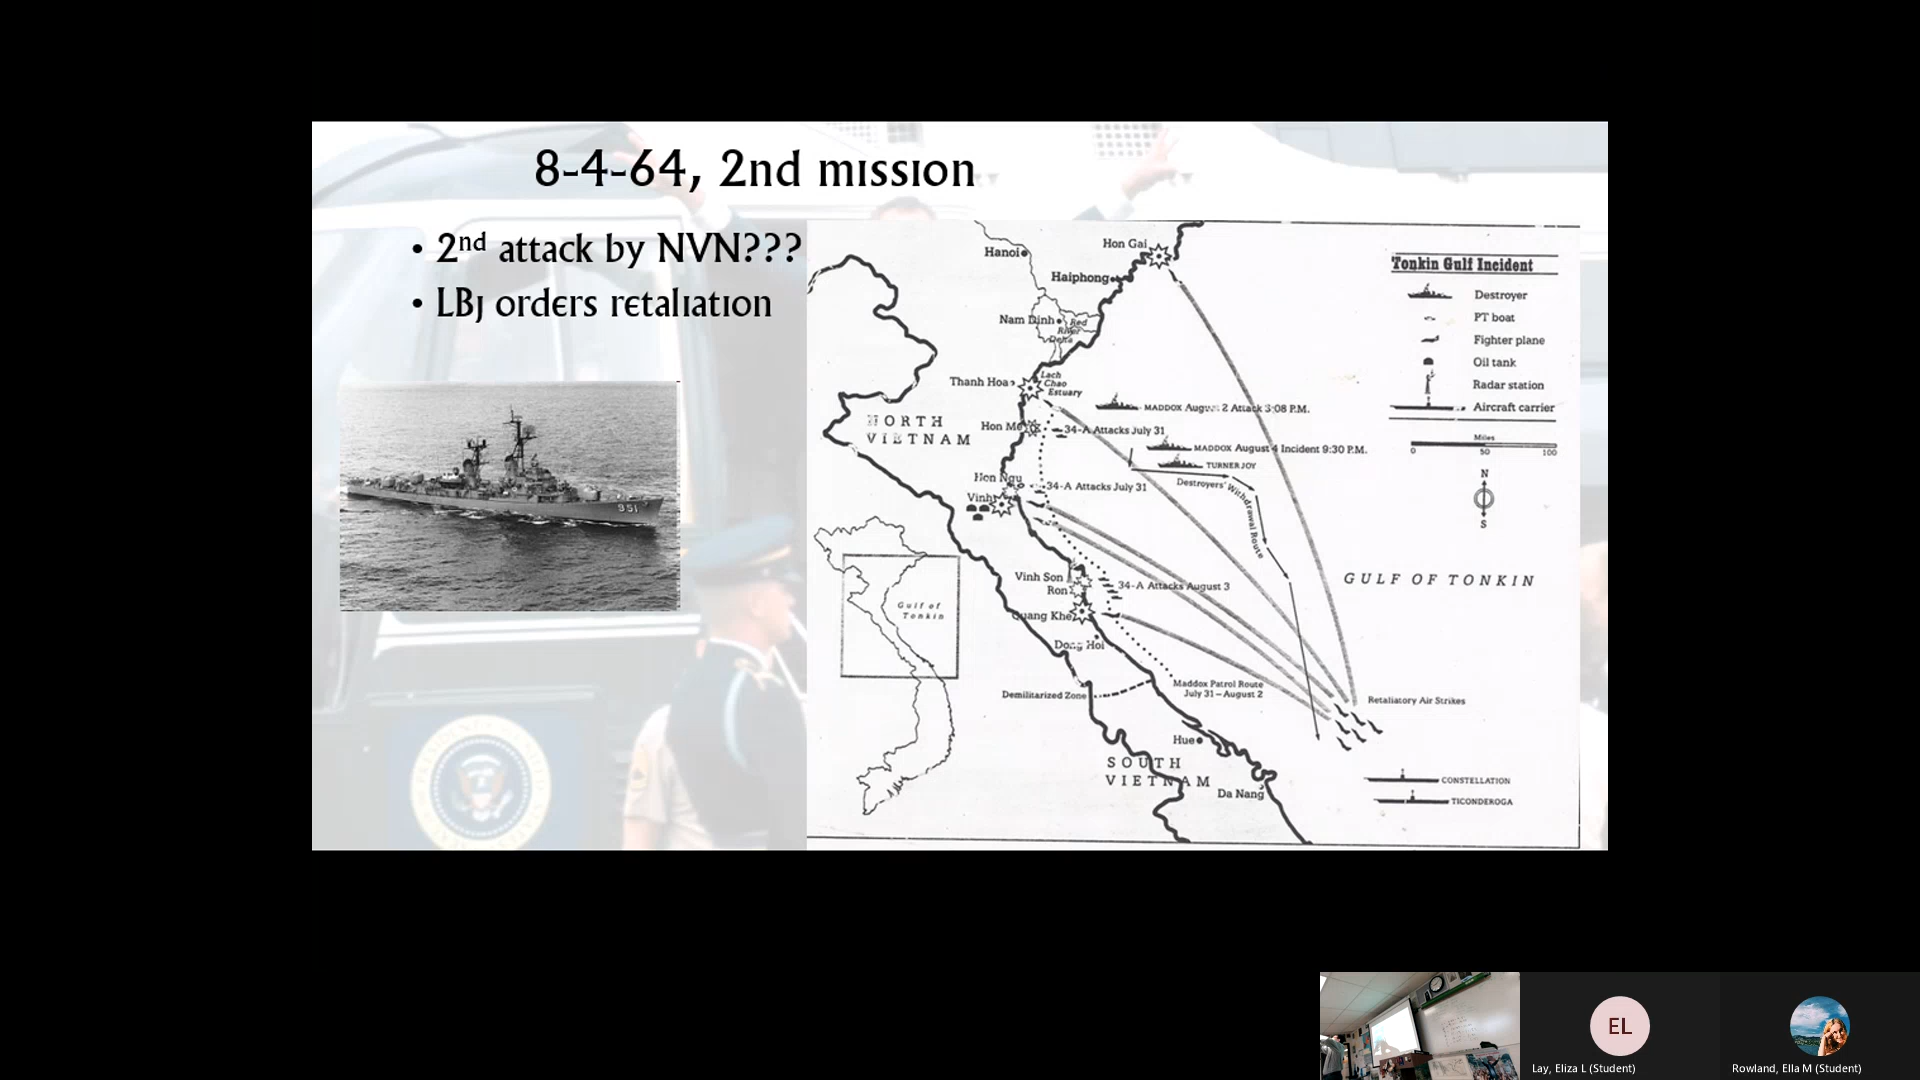 8-4-64, 2nd mission
• 2nd attack by NVN???
• LBJ orders retaliation
951
Hanoi
Hon Gai
Haiphong
Nam Dinh
Red
River
Delta
Thanh Hoa
Lach
Chao
Estuary
MADDOX August 2 Attack 3:08 P.M.
NORTH
VIETNAM
Hon Me
34-A Attacks July 31
MADDOX August 4 Incident 9:30 P.M.
TURNER JOY
Destroyers' Withdrawal Route
Hon Ngu
34-A Attacks July 31
Vinh
Vinh Son
Ron
34-A Attacks August 3
Quang Khe
Dong Hoi
Demilitarized Zone
Maddox Patrol Route
July 31–August 2
Hue
SOUTH
VIETNAM
Da Nang
Gulf of
Tonkin
Tonkin Gulf Incident
Destroyer
PT boat
Fighter plane
Oil tank
Radar station
Aircraft carrier
Miles
0 50 100
N
S
GULF OF TONKIN
Retaliatory Air Strikes
CONSTELLATION
TICONDEROGA
EL
Lay, Eliza L (Student)
Rowland, Ella M (Student)